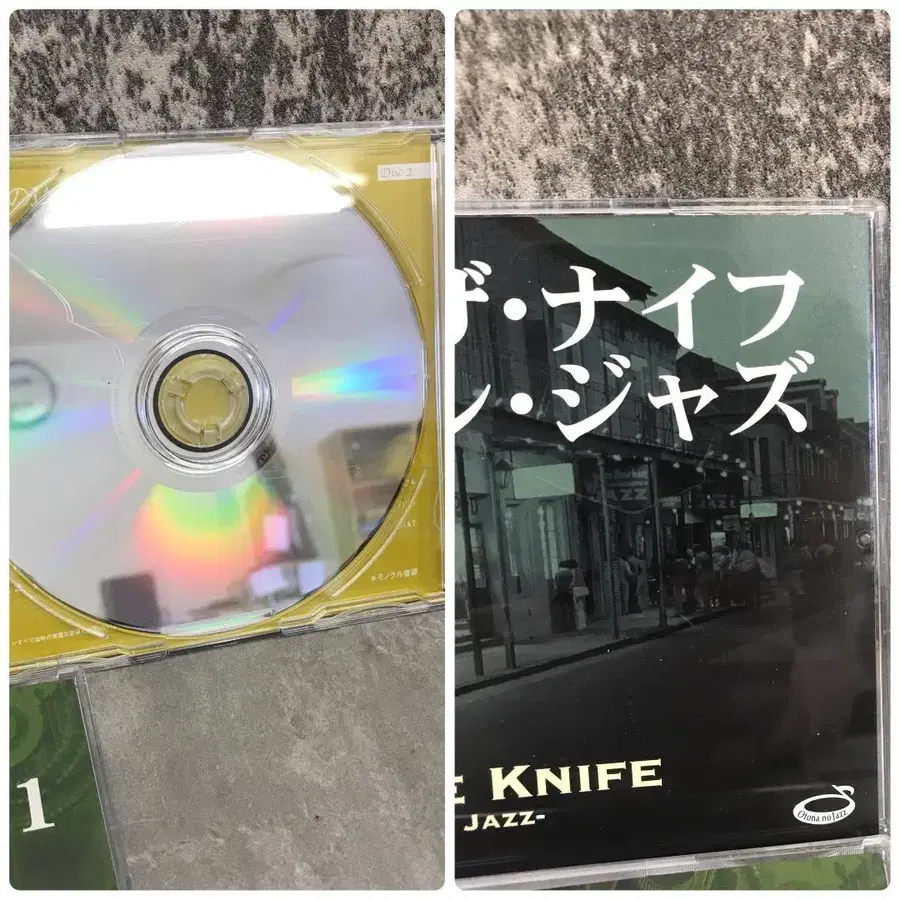 Disc 2
※モノラル音源
1
ザ・ナイフ
ル・ジャズ
JAZZ
E KNIFE
JAZZ-
Otona no Jazz